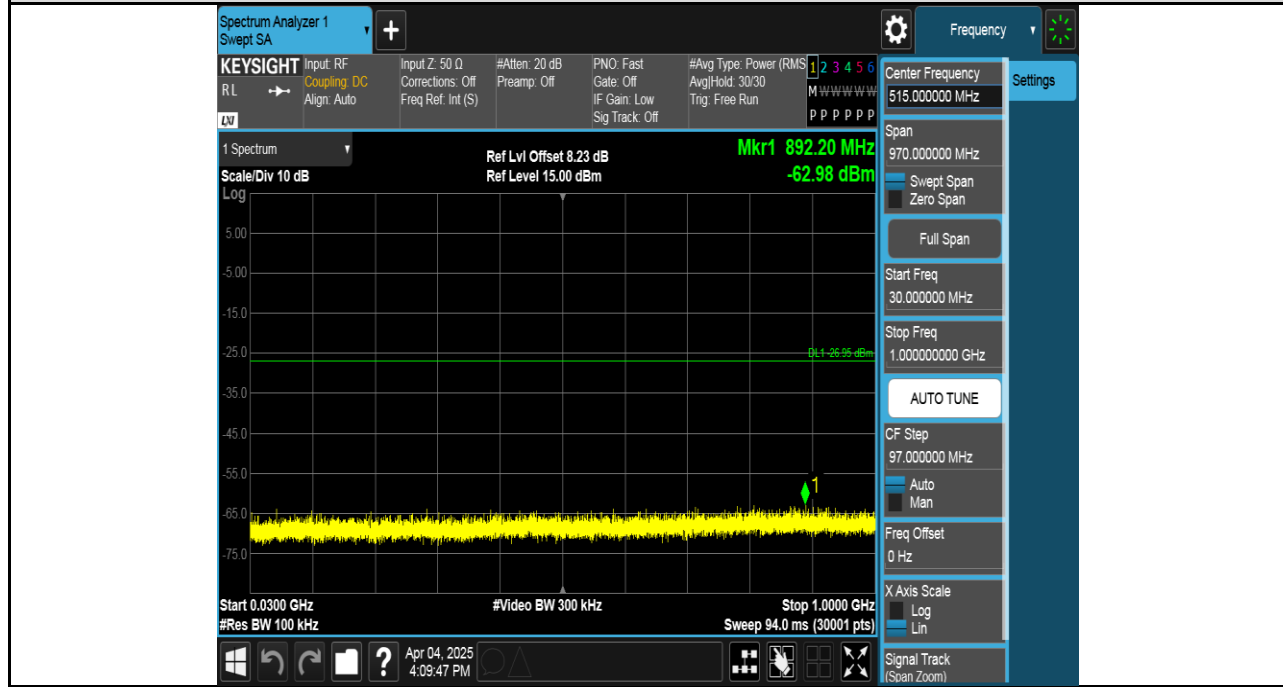 Spectrum Analyzer 1
Swept SA
+
Frequency
KEYSIGHT
RL
LXI
Input: RF
Coupling: DC
Align: Auto
Input Z: 50 Ω
Corrections: Off
Freq Ref: Int (S)
#Atten: 20 dB
Preamp: Off
PNO: Fast
Gate: Off
IF Gain: Low
Sig Track: Off
#Avg Type: Power (RMS
Avg|Hold: 30/30
Trig: Free Run
1 2 3 4 5 6
M W W W W W
P P P P P P
1 Spectrum
Scale/Div 10 dB
Log
Ref Lvl Offset 8.23 dB
Ref Level 15.00 dBm
Mkr1 892.20 MHz
-62.98 dBm
5.00
-5.00
-15.0
-25.0
-35.0
-45.0
-55.0
-65.0
-75.0
DL1 -26.95 dBm
1
Start 0.0300 GHz
#Res BW 100 kHz
#Video BW 300 kHz
Stop 1.0000 GHz
Sweep 94.0 ms (30001 pts)
?
Apr 04, 2025
4:09:47 PM
Center Frequency
515.000000 MHz
Settings
Span
970.000000 MHz
Swept Span
Zero Span
Full Span
Start Freq
30.000000 MHz
Stop Freq
1.000000000 GHz
AUTO TUNE
CF Step
97.000000 MHz
Auto
Man
Freq Offset
0 Hz
X Axis Scale
Log
Lin
Signal Track
(Span Zoom)